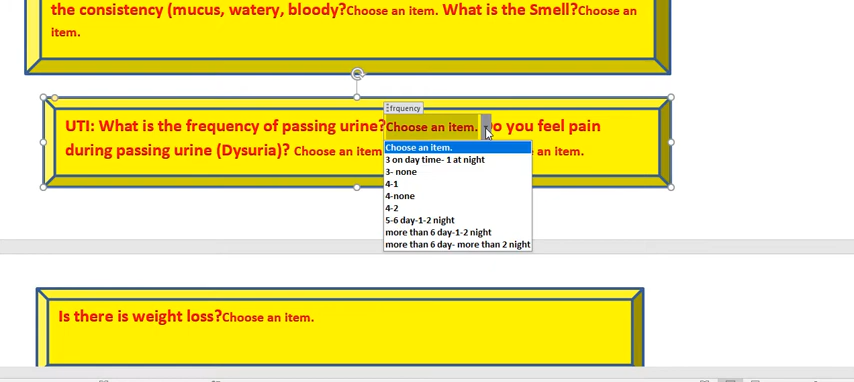 the consistency (mucus, watery, bloody?Choose an item. What is the Smell?Choose an
item.
frquency
UTI: What is the frequency of passing urine?Choose an item. o you feel pain
during passing urine (Dysuria)? Choose an item. an item.
Choose an item.
3 on day time- 1 at night
3- none
4-1
4-none
4-2
5-6 day-1-2 night
more than 6 day-1-2 night
more than 6 day- more than 2 night
Is there is weight loss?Choose an item.